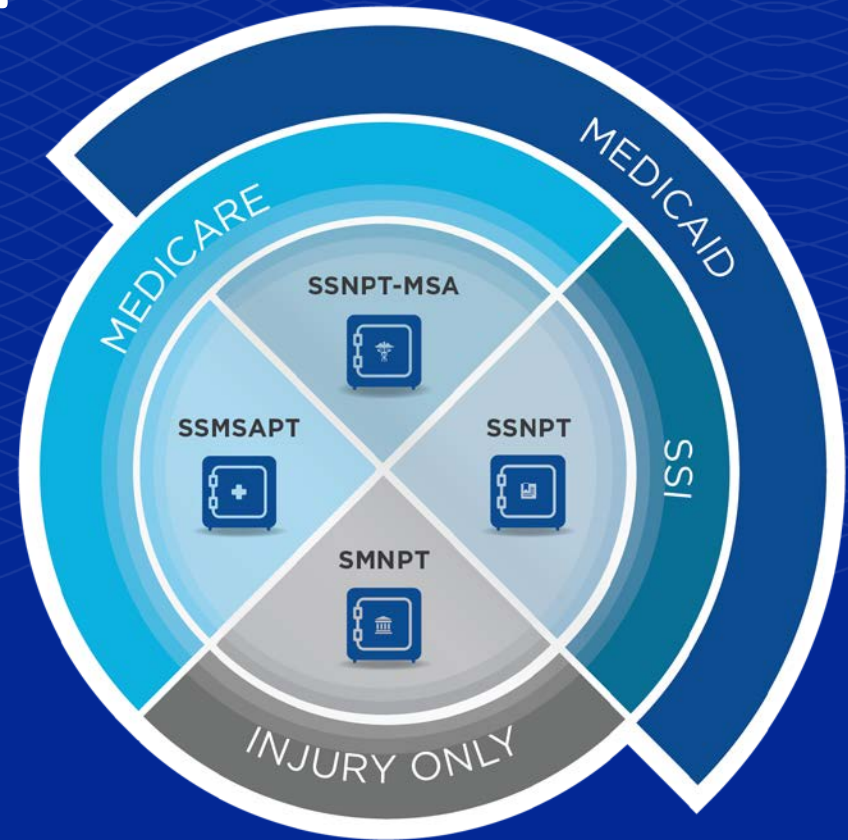 MEDICAID
MEDICARE
SSNPT-MSA
SSMSAPT
SSNPT
SSI
SMNPT
INJURY ONLY